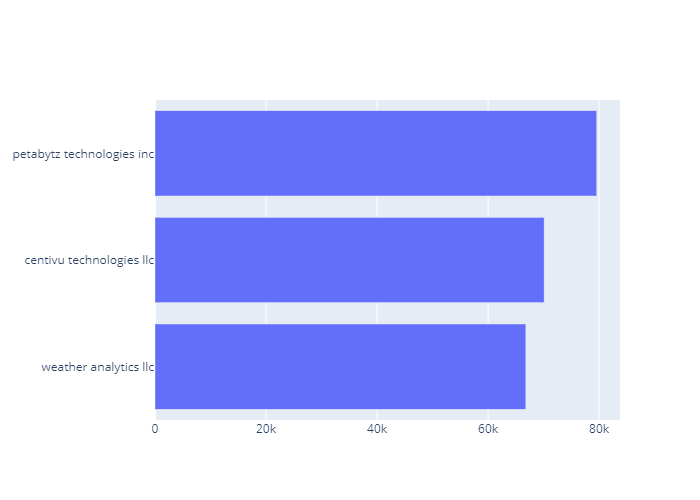 petabytz technologies inc
centivu technologies llc
weather analytics llc
0 20k 40k 60k 80k